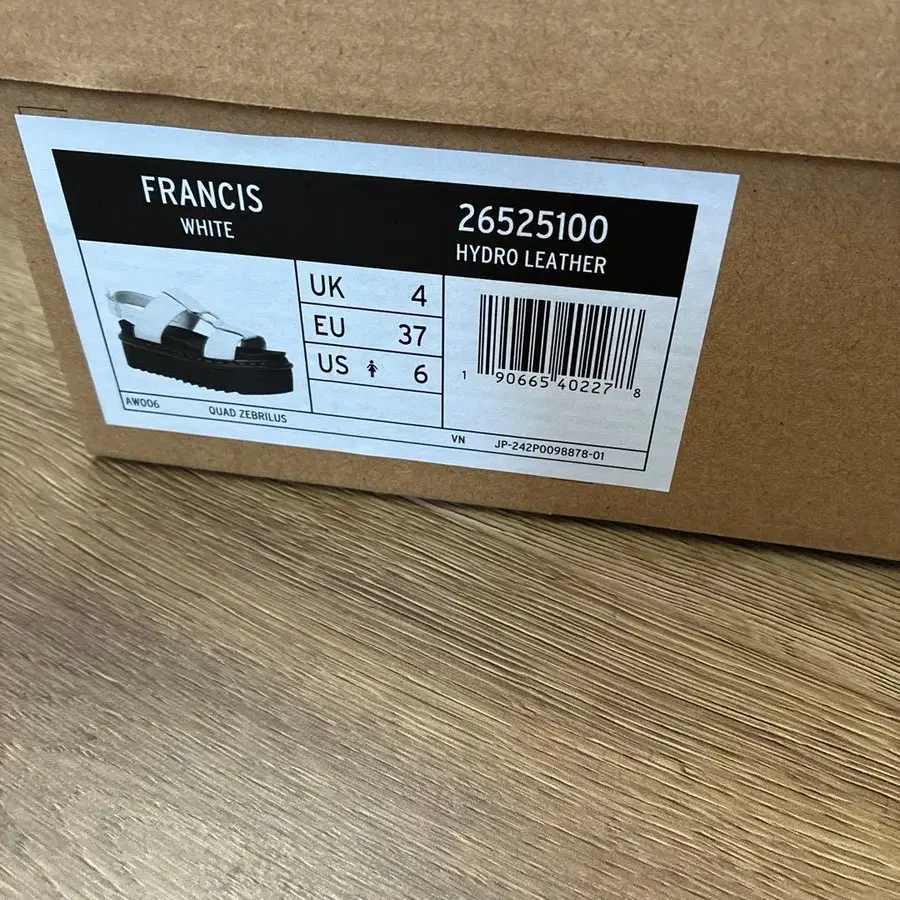 FRANCIS
WHITE
26525100
HYDRO LEATHER
UK 4
EU 37
US 6
1 90665 40227 8
AW006 QUAD ZEBRILUS
VN JP-242P0098878-01